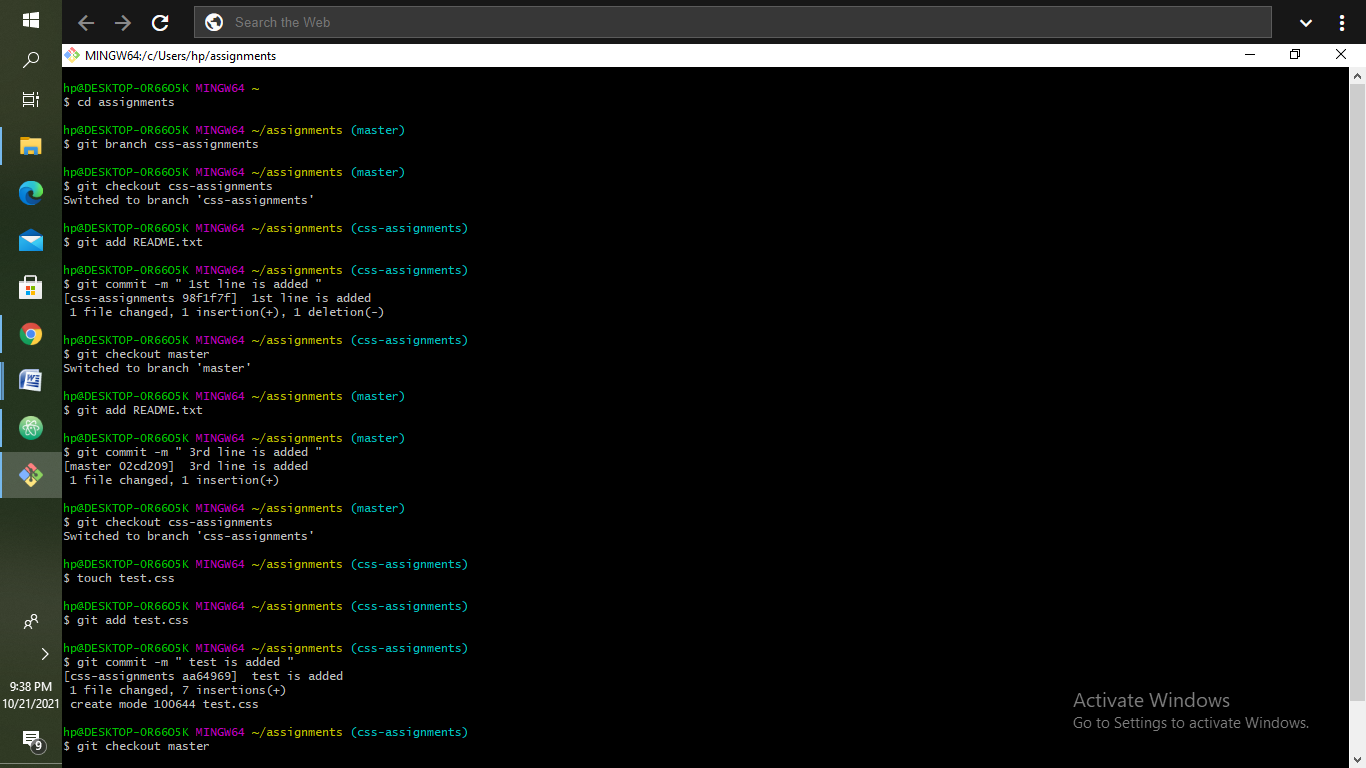 Search the Web
MINGW64:/c/Users/hp/assignments
hp@DESKTOP-OR66O5K MINGW64 ~
$ cd assignments
hp@DESKTOP-OR66O5K MINGW64 ~/assignments (master)
$ git branch css-assignments
hp@DESKTOP-OR66O5K MINGW64 ~/assignments (master)
$ git checkout css-assignments
Switched to branch 'css-assignments'
hp@DESKTOP-OR66O5K MINGW64 ~/assignments (css-assignments)
$ git add README.txt
hp@DESKTOP-OR66O5K MINGW64 ~/assignments (css-assignments)
$ git commit -m " 1st line is added "
[css-assignments 98f1f7f]  1st line is added
 1 file changed, 1 insertion(+), 1 deletion(-)
hp@DESKTOP-OR66O5K MINGW64 ~/assignments (css-assignments)
$ git checkout master
Switched to branch 'master'
hp@DESKTOP-OR66O5K MINGW64 ~/assignments (master)
$ git add README.txt
hp@DESKTOP-OR66O5K MINGW64 ~/assignments (master)
$ git commit -m " 3rd line is added "
[master 02cd209]  3rd line is added
 1 file changed, 1 insertion(+)
hp@DESKTOP-OR66O5K MINGW64 ~/assignments (master)
$ git checkout css-assignments
Switched to branch 'css-assignments'
hp@DESKTOP-OR66O5K MINGW64 ~/assignments (css-assignments)
$ touch test.css
hp@DESKTOP-OR66O5K MINGW64 ~/assignments (css-assignments)
$ git add test.css
hp@DESKTOP-OR66O5K MINGW64 ~/assignments (css-assignments)
$ git commit -m " test is added "
[css-assignments aa64969]  test is added
 1 file changed, 7 insertions(+)
 create mode 100644 test.css
hp@DESKTOP-OR66O5K MINGW64 ~/assignments (css-assignments)
$ git checkout master
Activate Windows
Go to Settings to activate Windows.
9:38 PM
10/21/2021
9